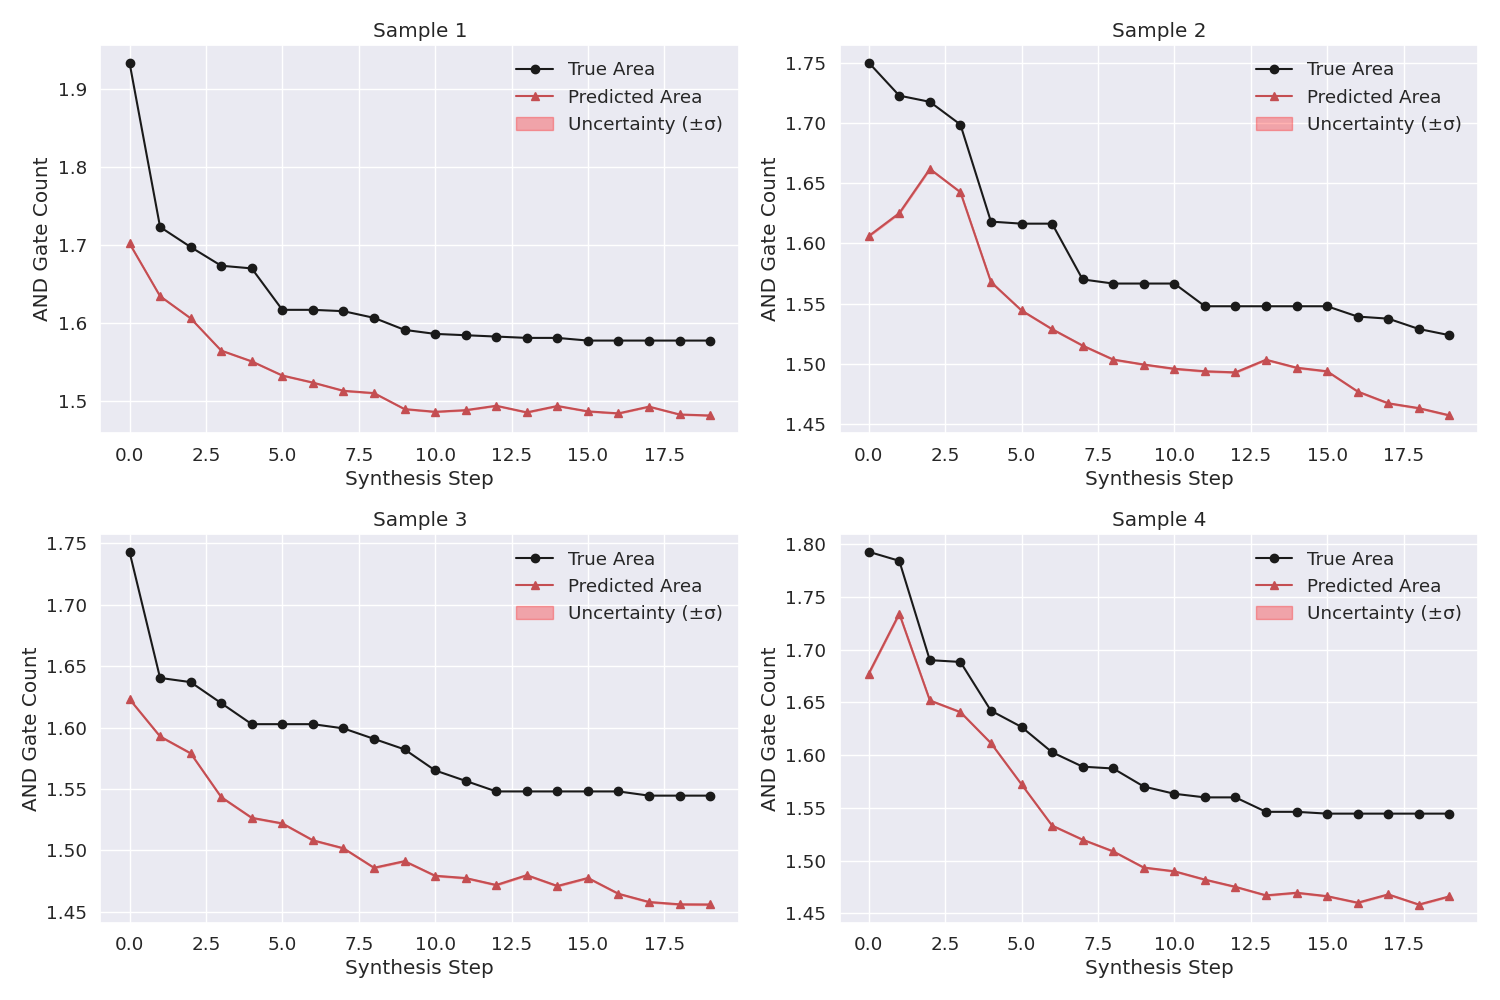 Sample 1
1.9
1.8
1.7
1.6
1.5
AND Gate Count
True Area
Predicted Area
Uncertainty (±σ)
0.0 2.5 5.0 7.5 10.0 12.5 15.0 17.5
Synthesis Step
Sample 2
1.75
1.70
1.65
1.60
1.55
1.50
1.45
AND Gate Count
True Area
Predicted Area
Uncertainty (±σ)
0.0 2.5 5.0 7.5 10.0 12.5 15.0 17.5
Synthesis Step
Sample 3
1.75
1.70
1.65
1.60
1.55
1.50
1.45
AND Gate Count
True Area
Predicted Area
Uncertainty (±σ)
0.0 2.5 5.0 7.5 10.0 12.5 15.0 17.5
Synthesis Step
Sample 4
1.80
1.75
1.70
1.65
1.60
1.55
1.50
1.45
AND Gate Count
True Area
Predicted Area
Uncertainty (±σ)
0.0 2.5 5.0 7.5 10.0 12.5 15.0 17.5
Synthesis Step